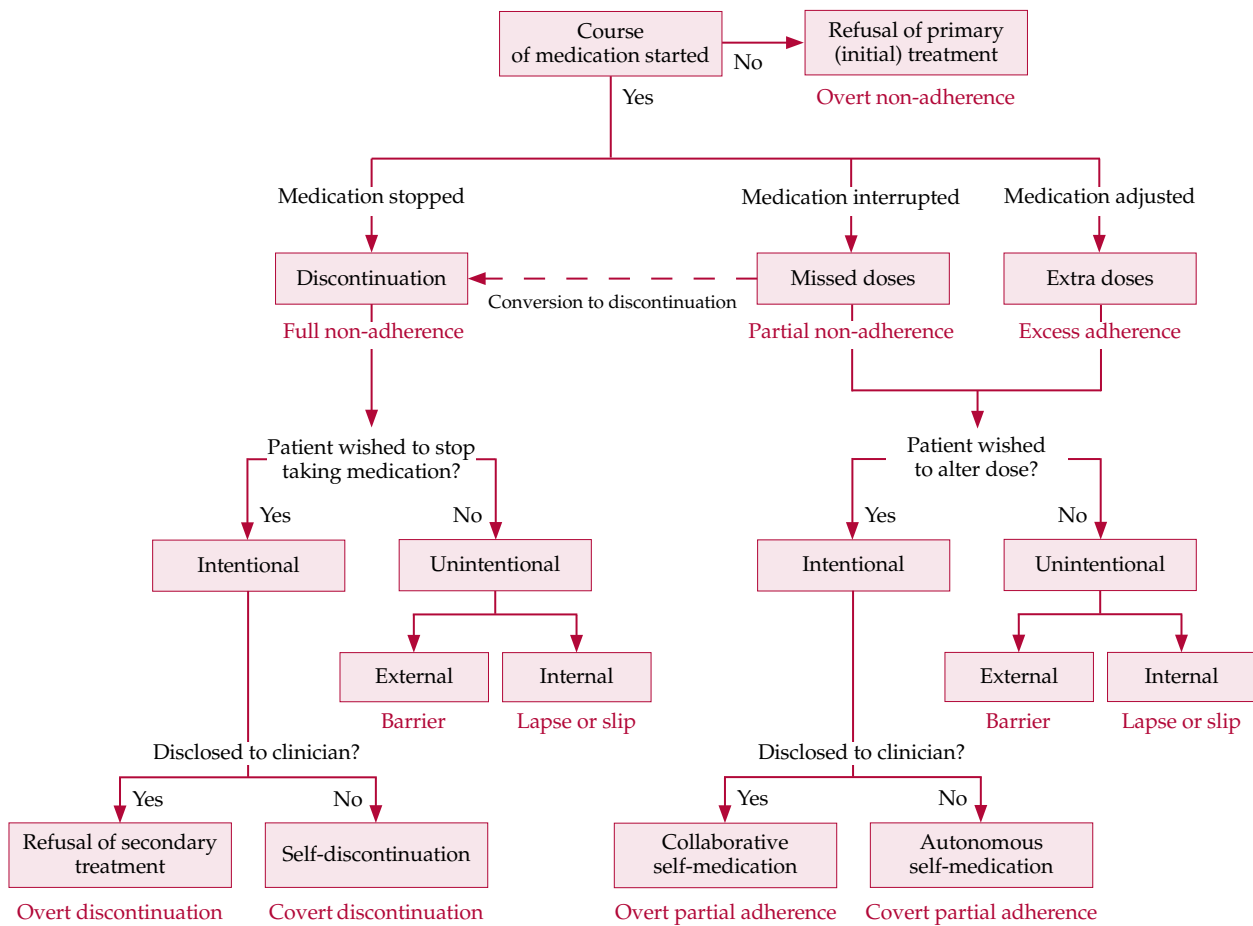 Course
of medication started
No
Refusal of primary
(initial) treatment
Overt non-adherence
Yes
Medication stopped
Medication interrupted
Medication adjusted
Discontinuation
Conversion to discontinuation
Missed doses
Extra doses
Full non-adherence
Partial non-adherence
Excess adherence
Patient wished to stop
taking medication?
Patient wished
to alter dose?
Yes
No
Yes
No
Intentional
Unintentional
Intentional
Unintentional
External
Internal
External
Internal
Barrier
Lapse or slip
Barrier
Lapse or slip
Disclosed to clinician?
Disclosed to clinician?
Yes
No
Yes
No
Refusal of secondary
treatment
Self-discontinuation
Collaborative
self-medication
Autonomous
self-medication
Overt discontinuation
Covert discontinuation
Overt partial adherence
Covert partial adherence